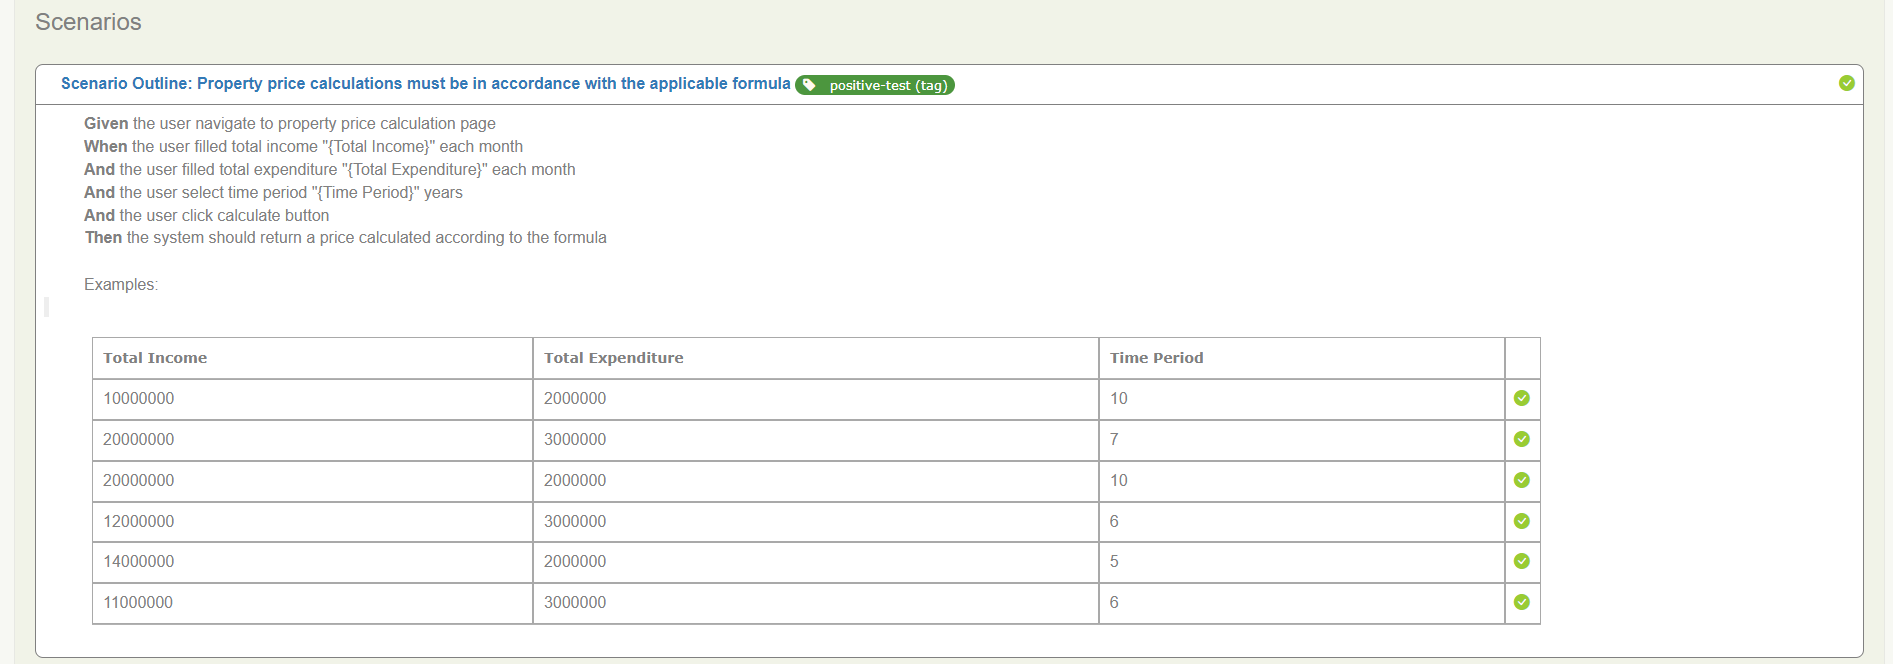 Scenarios
Scenario Outline: Property price calculations must be in accordance with the applicable formula positive-test (tag)
Given the user navigate to property price calculation page
When the user filled total income "{Total Income}" each month
And the user filled total expenditure "{Total Expenditure}" each month
And the user select time period "{Time Period}" years
And the user click calculate button
Then the system should return a price calculated according to the formula
Examples:
Total Income Total Expenditure Time Period
10000000 2000000 10
20000000 3000000 7
20000000 2000000 10
12000000 3000000 6
14000000 2000000 5
11000000 3000000 6